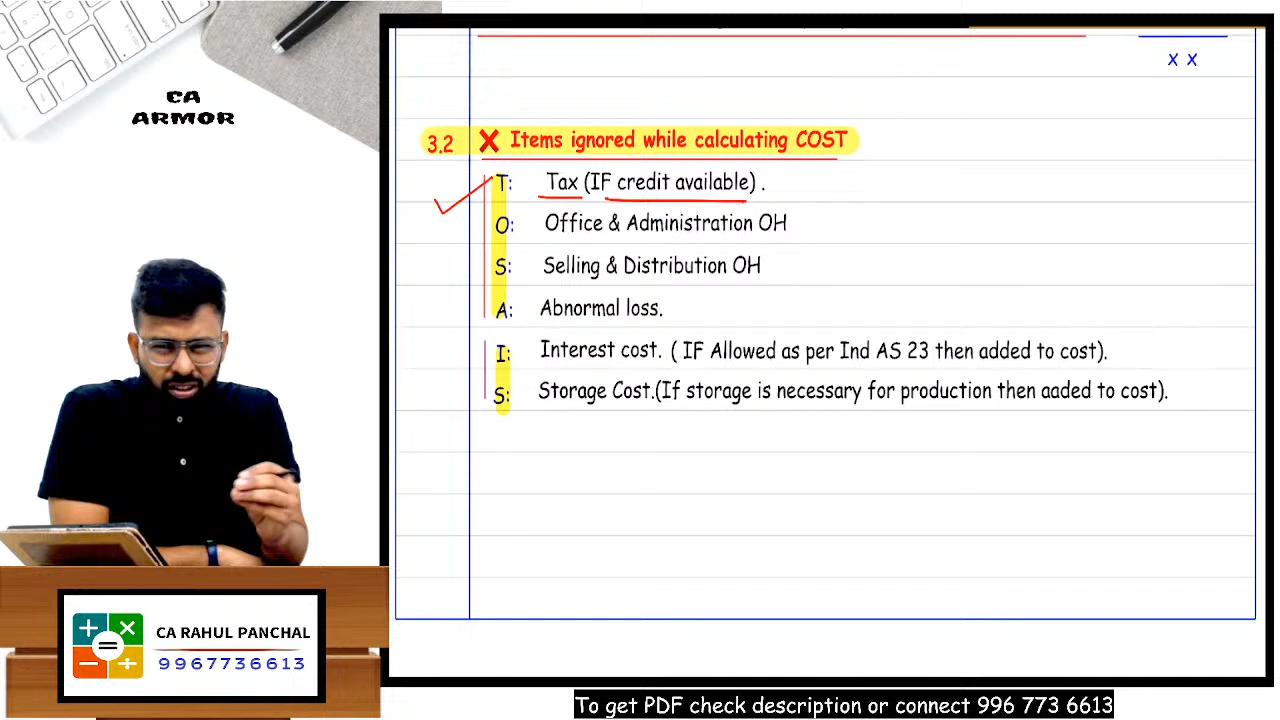 x x
CA
ARMOR
3.2 X Items ignored while calculating COST
T: Tax (IF credit available) .
O: Office & Administration OH
S: Selling & Distribution OH
A: Abnormal loss.
I: Interest cost. ( IF Allowed as per Ind AS 23 then added to cost).
S: Storage Cost.(If storage is necessary for production then aaded to cost).
+ × = − ÷
CA RAHUL PANCHAL
9967736613
To get PDF check description or connect 996 773 6613